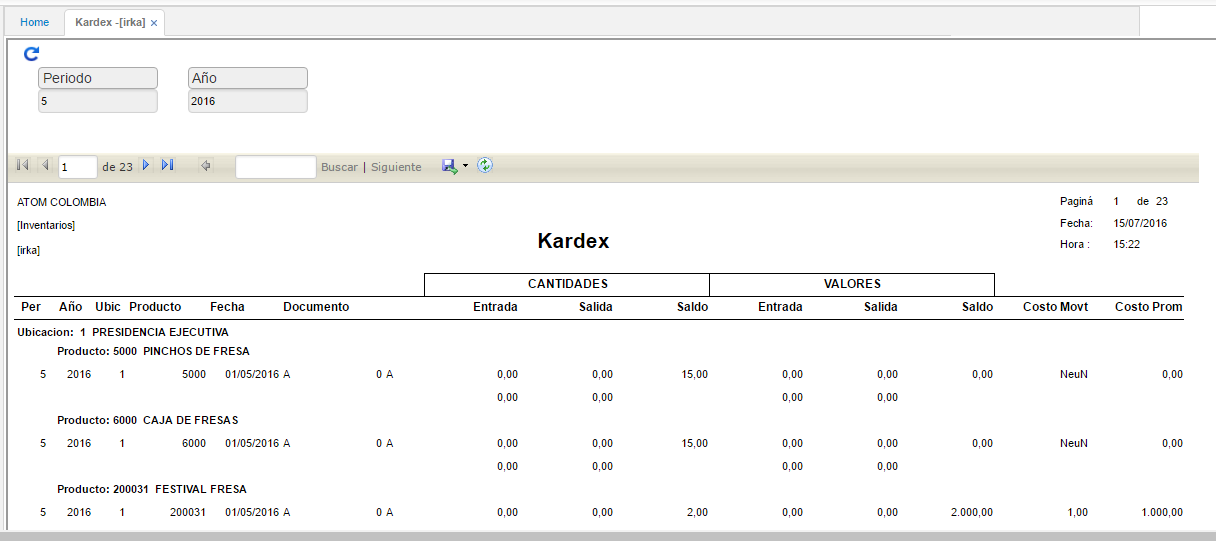 Home Kardex -[irka] ×
Periodo Año
5 2016
1 de 23 Buscar | Siguiente
ATOM COLOMBIA Paginá 1 de 23
[Inventarios] Fecha: 15/07/2016
Kardex
[irka] Hora : 15:22
CANTIDADES VALORES
Per Año Ubic Producto Fecha Documento Entrada Salida Saldo Entrada Salida Saldo Costo Movt Costo Prom
Ubicacion: 1 PRESIDENCIA EJECUTIVA
Producto: 5000 PINCHOS DE FRESA
5 2016 1 5000 01/05/2016 A 0 A 0,00 0,00 15,00 0,00 0,00 0,00 NeuN 0,00
0,00 0,00 0,00 0,00
Producto: 6000 CAJA DE FRESAS
5 2016 1 6000 01/05/2016 A 0 A 0,00 0,00 15,00 0,00 0,00 0,00 NeuN 0,00
0,00 0,00 0,00 0,00
Producto: 200031 FESTIVAL FRESA
5 2016 1 200031 01/05/2016 A 0 A 0,00 0,00 2,00 0,00 0,00 2.000,00 1,00 1.000,00